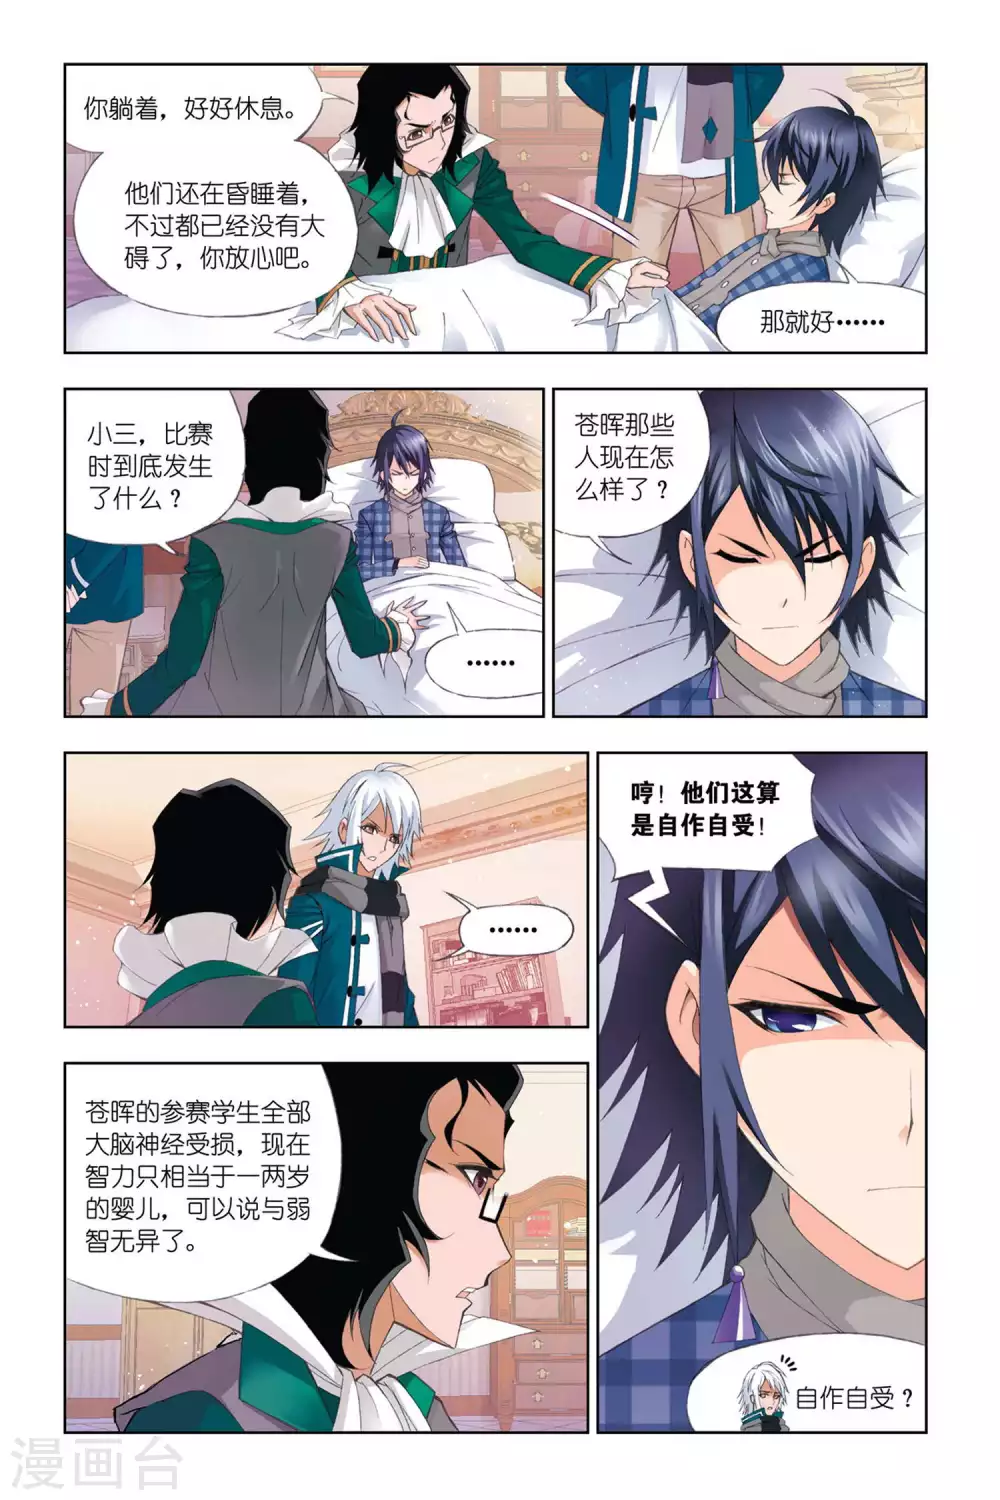 你躺着，好好休息。
他们还在昏睡着，
不过都已经没有大
碍了，你放心吧。
那就好······
小三，比赛
时到底发生
了什么？
······
苍晖那些
人现在怎
么样了？
······
苍晖的参赛学生全部
大脑神经受损，现在
智力只相当于一两岁
的婴儿，可以说与弱
智无异了。
哼！他们这算
是自作自受！
自作自受？
漫画台